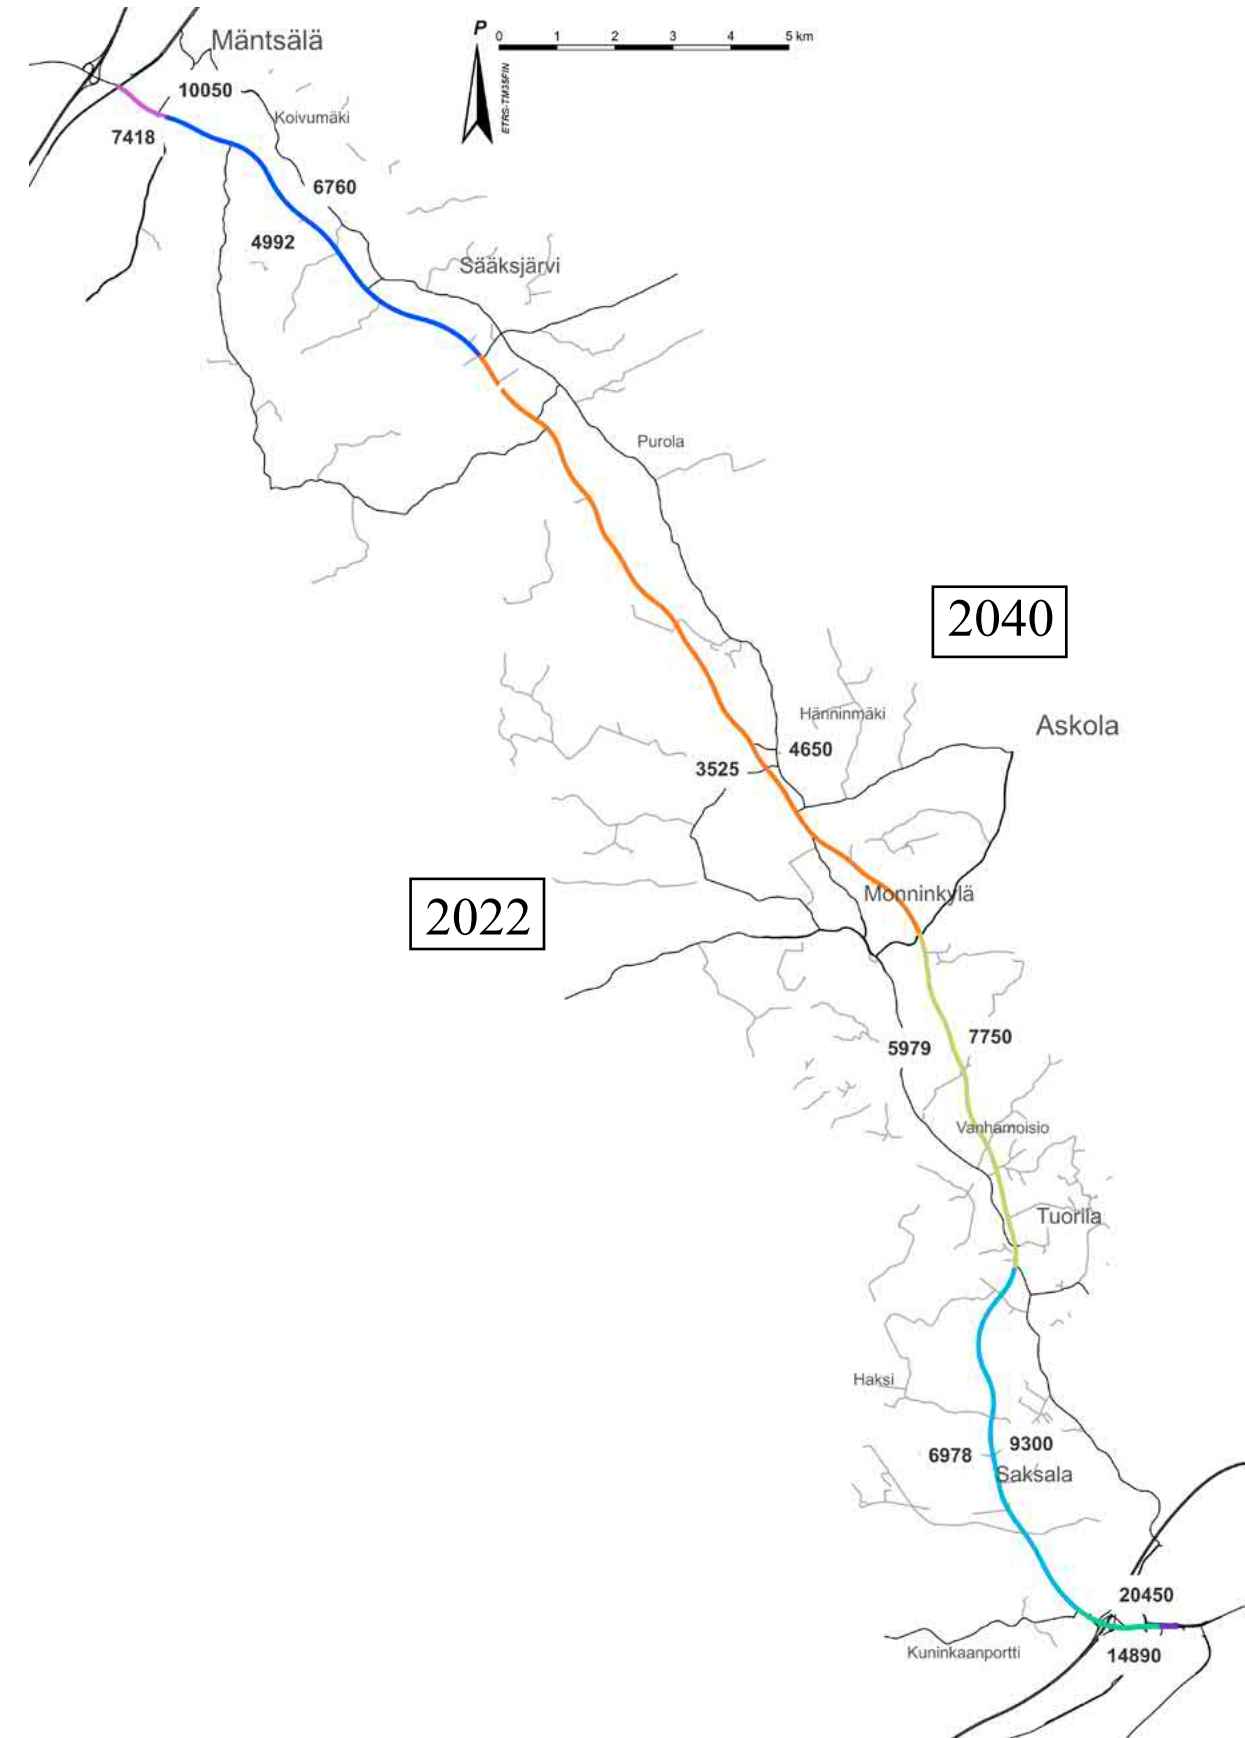 Mäntsälä
P
0 1 2 3 4 5 km
ETRS-TM35FIN
10050
Koivumäki
7418
6760
4992
Sääksjärvi
Purola
2040
Hänninmäki
Askola
4650
3525
Monninkylä
2022
7750
5979
Vanhamoisio
Tuorila
Haksi
9300
6978
Saksala
20450
Kuninkaanportti
14890